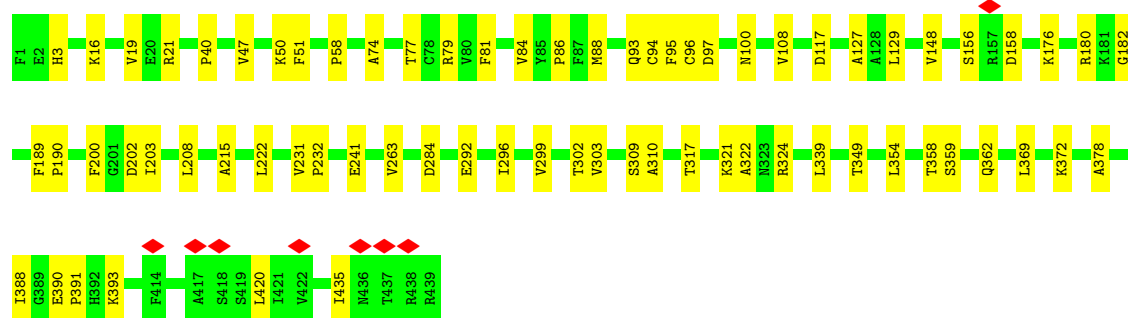 F1 E2 H3 K16 V19 E20 R21 P40 V47 K50 F51 P58 A74 T77 C78 R79 V80 F81 V84 Y85 P86 F87 M88 Q93 C94 F95 C96 D97 N100 V108 D117 A127 A128 L129 V148 S156 R157 D158 K176 R180 K181 G182
F189 P190 F200 G201 D202 I203 L208 A215 L222 V231 P232 E241 V263 D284 E292 I296 V299 T302 V303 S309 A310 T317 K321 A322 N323 R324 L339 T349 L354 T358 S359 Q362 L369 K372 A378
I388 G389 E390 P391 H392 K393 F414 A417 S418 S419 L420 I421 V422 I435 N436 T437 R438 R439